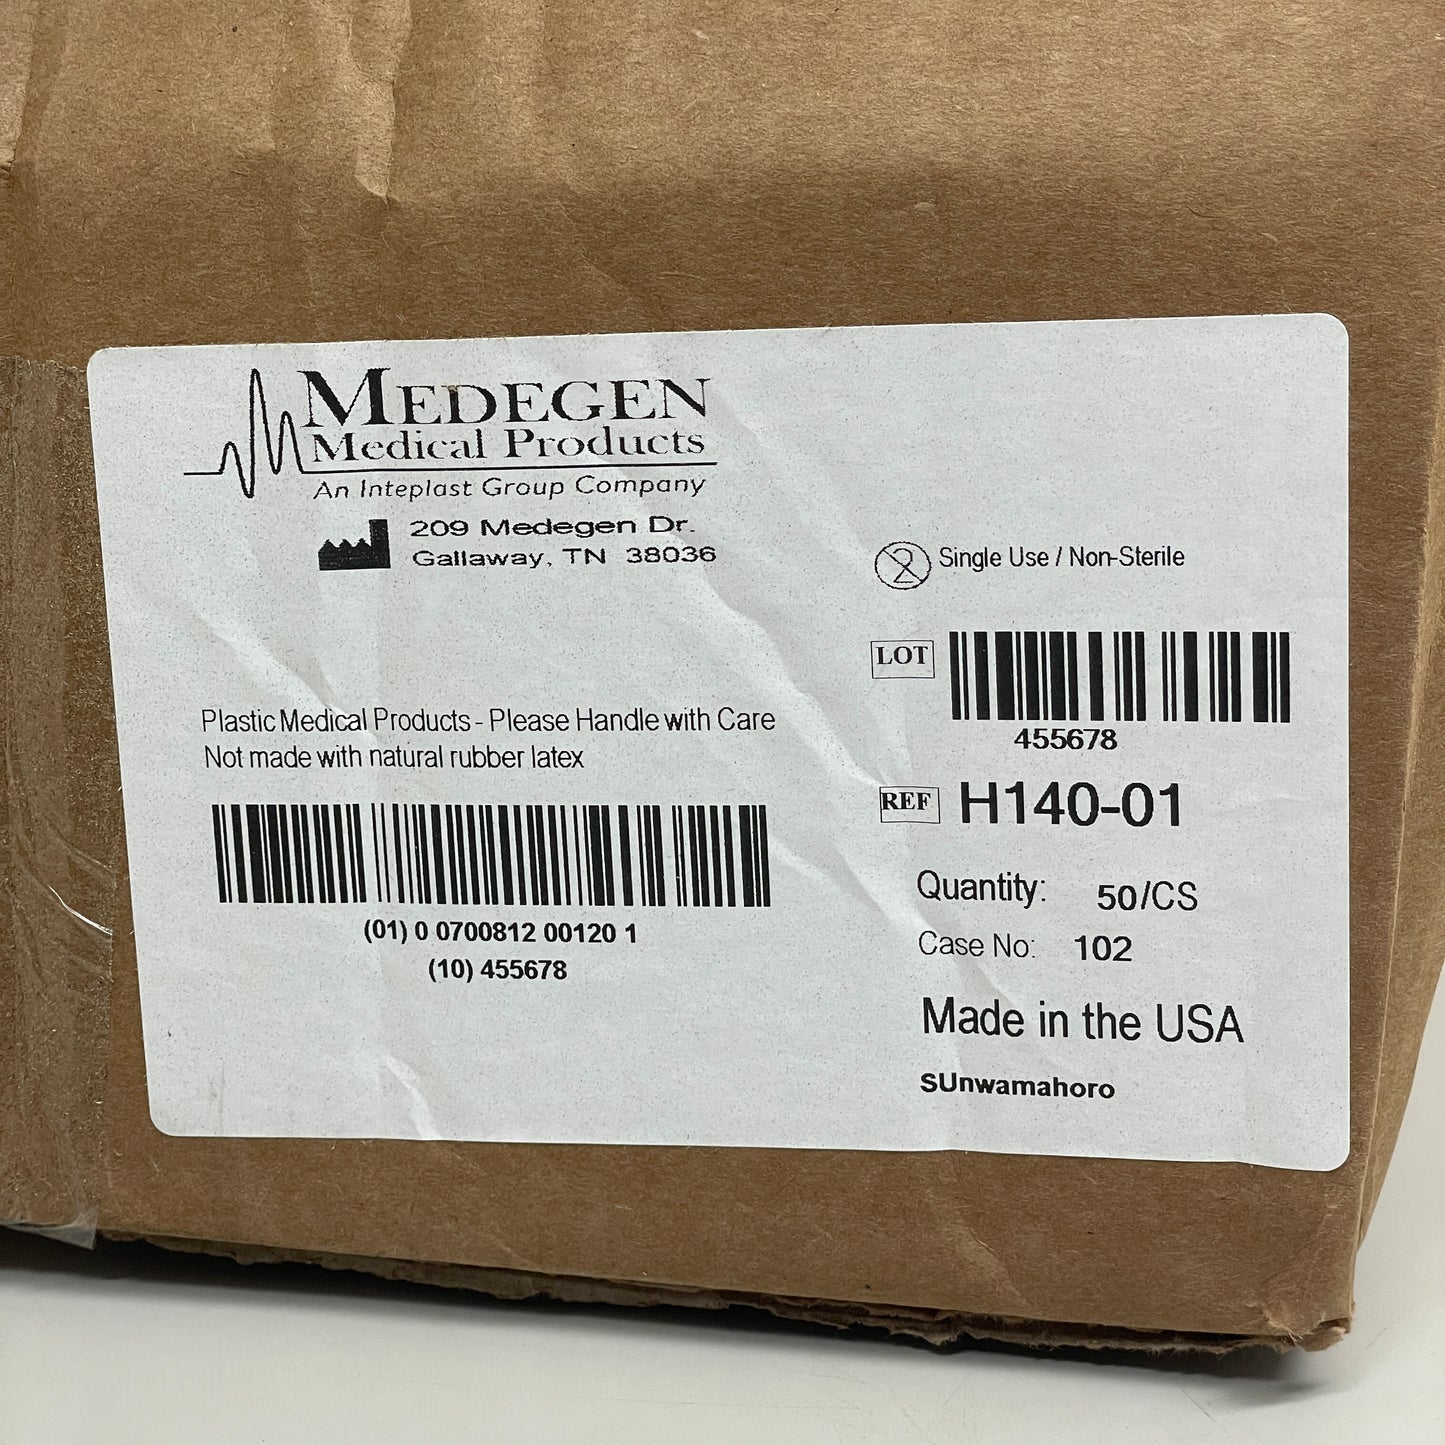 MEDEGEN
Medical Products
An Inteplast Group Company
209 Medegen Dr.
Gallaway, TN 38036
Plastic Medical Products - Please Handle with Care
Not made with natural rubber latex
(01) 0 0700812 00120 1
(10) 455678
2 Single Use / Non-Sterile
LOT
455678
REF H140-01
Quantity: 50/CS
Case No: 102
Made in the USA
SUnwamahoro